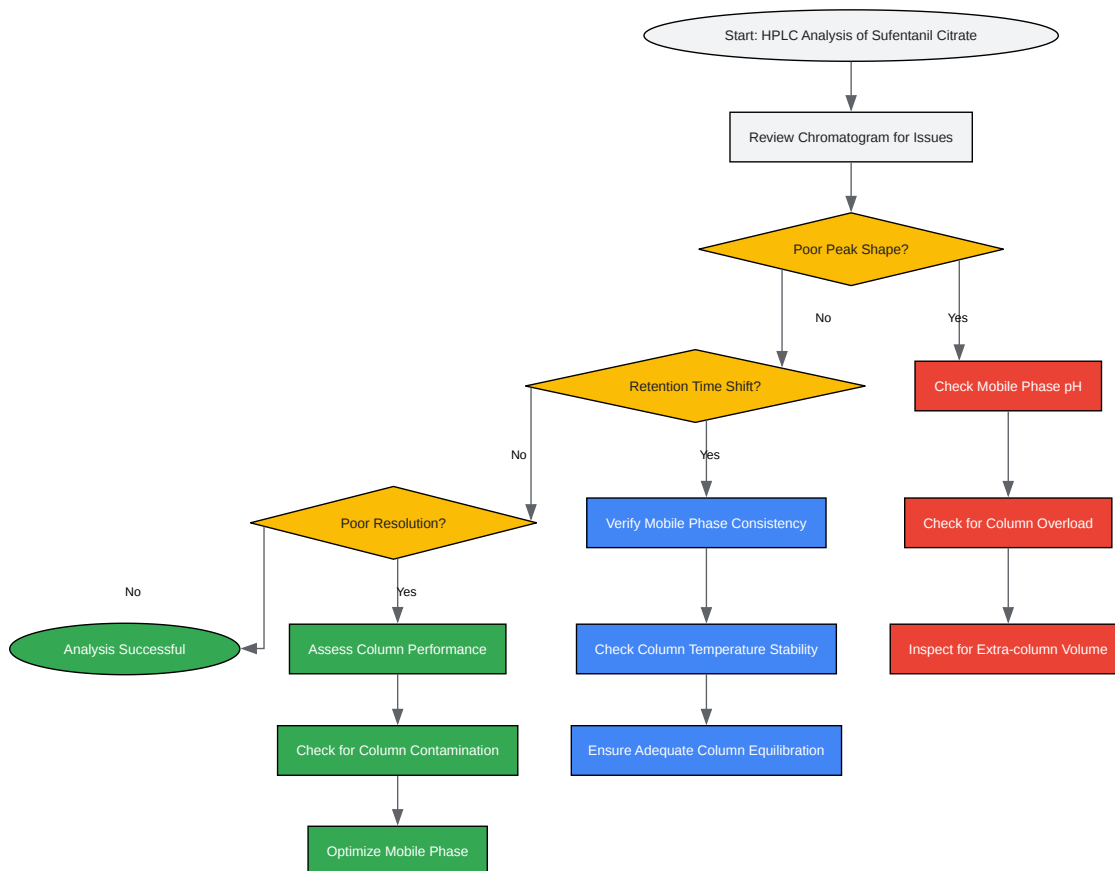 Start: HPLC Analysis of Sufentanil Citrate
Review Chromatogram for Issues
Poor Peak Shape?
No
Yes
Retention Time Shift?
Check Mobile Phase pH
No
Yes
Poor Resolution?
Verify Mobile Phase Consistency
Check for Column Overload
No
Yes
Analysis Successful
Assess Column Performance
Check Column Temperature Stability
Inspect for Extra-column Volume
Check for Column Contamination
Ensure Adequate Column Equilibration
Optimize Mobile Phase